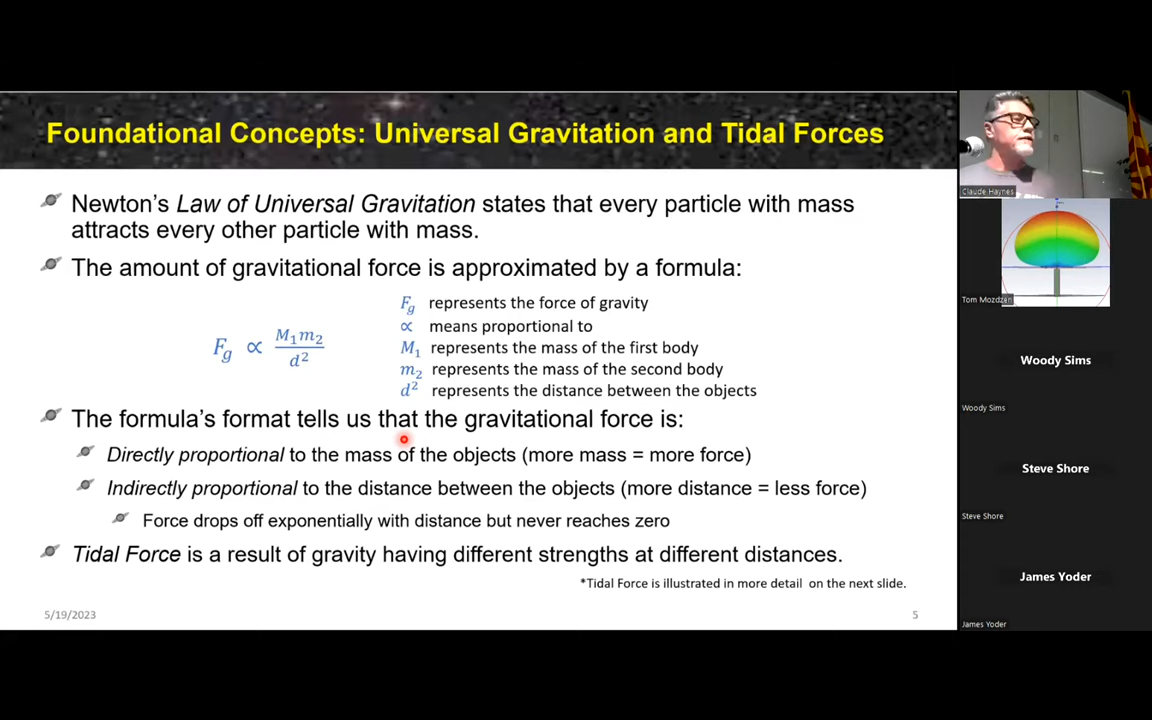 Foundational Concepts: Universal Gravitation and Tidal Forces
Newton's Law of Universal Gravitation states that every particle with mass
attracts every other particle with mass.
The amount of gravitational force is approximated by a formula:
F_g ∝ M_1m_2/d^2
F_g represents the force of gravity
∝ means proportional to
M_1 represents the mass of the first body
m_2 represents the mass of the second body
d^2 represents the distance between the objects
The formula's format tells us that the gravitational force is:
Directly proportional to the mass of the objects (more mass = more force)
Indirectly proportional to the distance between the objects (more distance = less force)
Force drops off exponentially with distance but never reaches zero
Tidal Force is a result of gravity having different strengths at different distances.
*Tidal Force is illustrated in more detail on the next slide.
5/19/2023
5
Claude Haynes
Tom Mozdzen
Woody Sims
Woody Sims
Steve Shore
Steve Shore
James Yoder
James Yoder